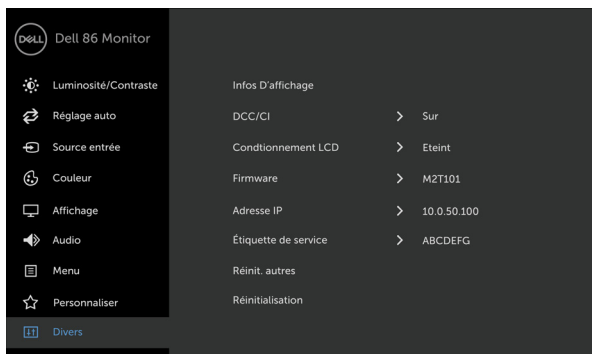 DELL Dell 86 Monitor
Luminosité/Contraste
Infos D'affichage
Réglage auto
DCC/CI > Sur
Source entrée
Condtionnement LCD > Eteint
Couleur
Firmware > M2T101
Affichage
Adresse IP > 10.0.50.100
Audio
Étiquette de service > ABCDEFG
Menu
Réinit. autres
Personnaliser
Réinitialisation
Divers